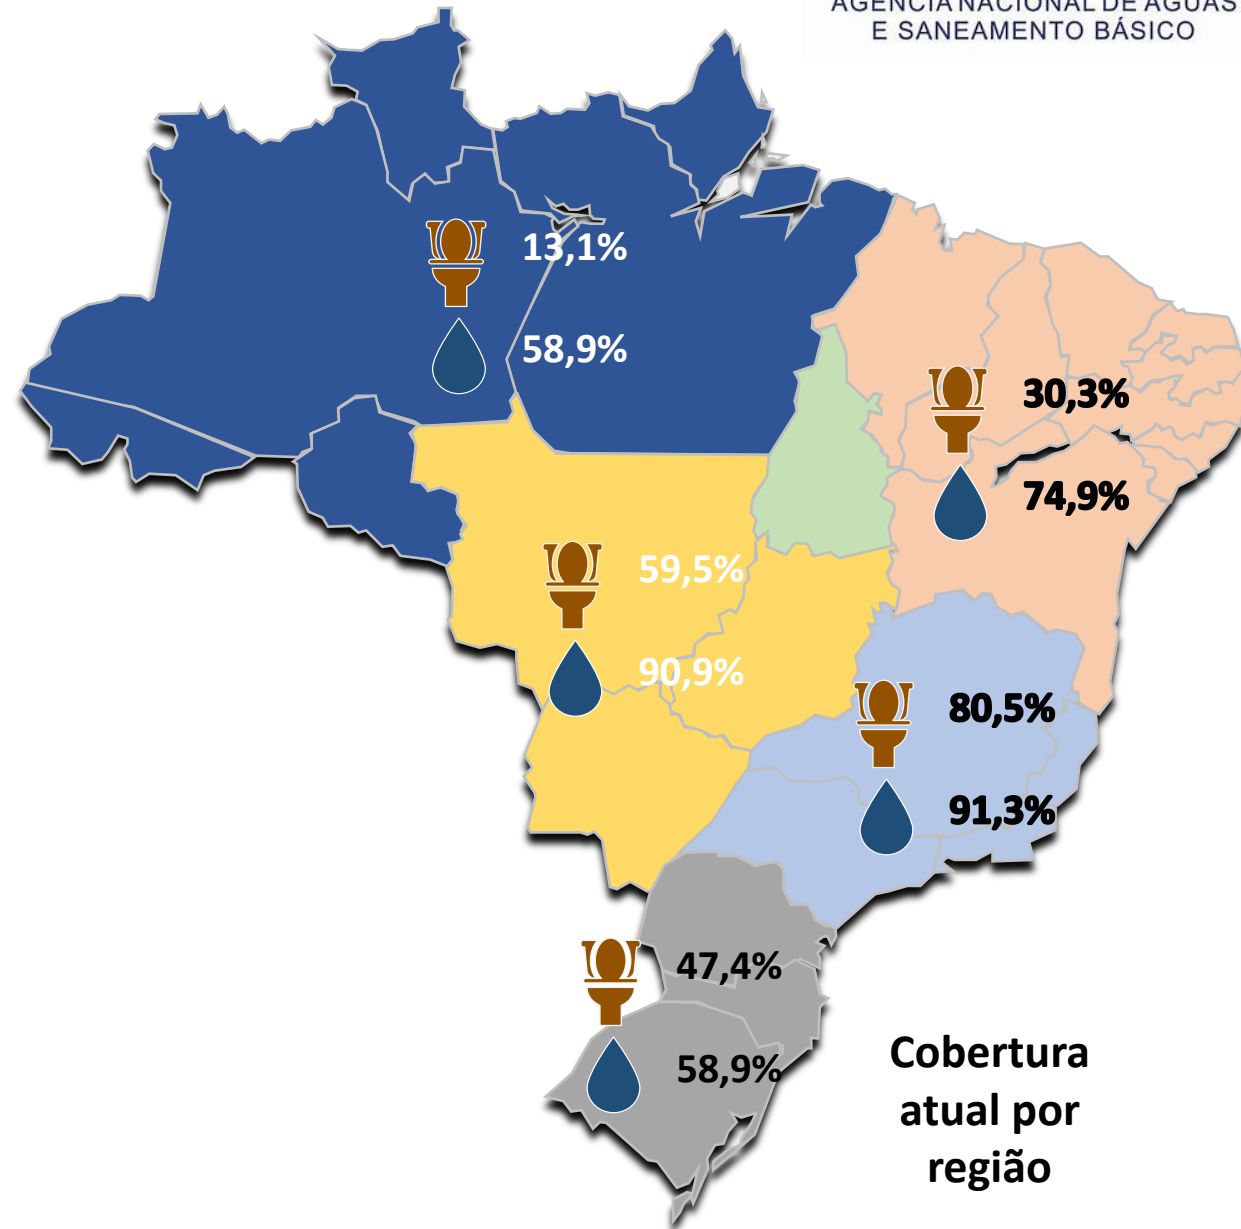 AGÊNCIA NACIONAL DE ÁGUAS
E SANEAMENTO BÁSICO
13,1%
58,9%
30,3%
74,9%
59,5%
90,9%
80,5%
91,3%
47,4%
58,9%
Cobertura
atual por
região